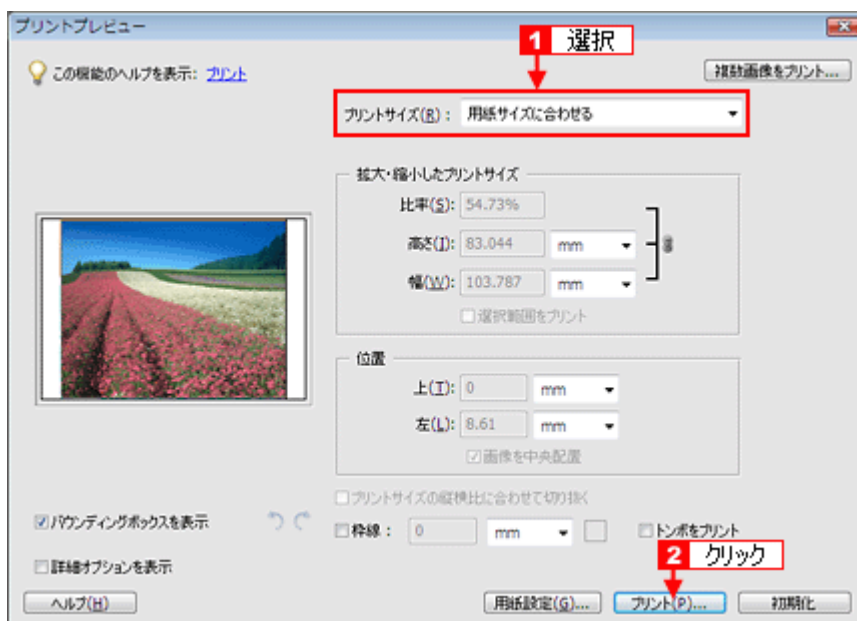 プリントプレビュー
1 選択
この機能のヘルプを表示: プリント
複数画像をプリント...
プリントサイズ(R): 用紙サイズに合わせる
拡大・縮小したプリントサイズ
比率(S): 54.73%
高さ(I): 83.044 mm
幅(W): 103.787 mm
選択範囲をプリント
位置
上(T): 0 mm
左(L): 8.61 mm
画像を中央配置
プリントサイズの縦横比に合わせて切り抜く
バウンディングボックスを表示
枠線: 0 mm
トンボをプリント
2 クリック
詳細オプションを表示
ヘルプ(H)
用紙設定(G)...
プリント(P)...
初期化